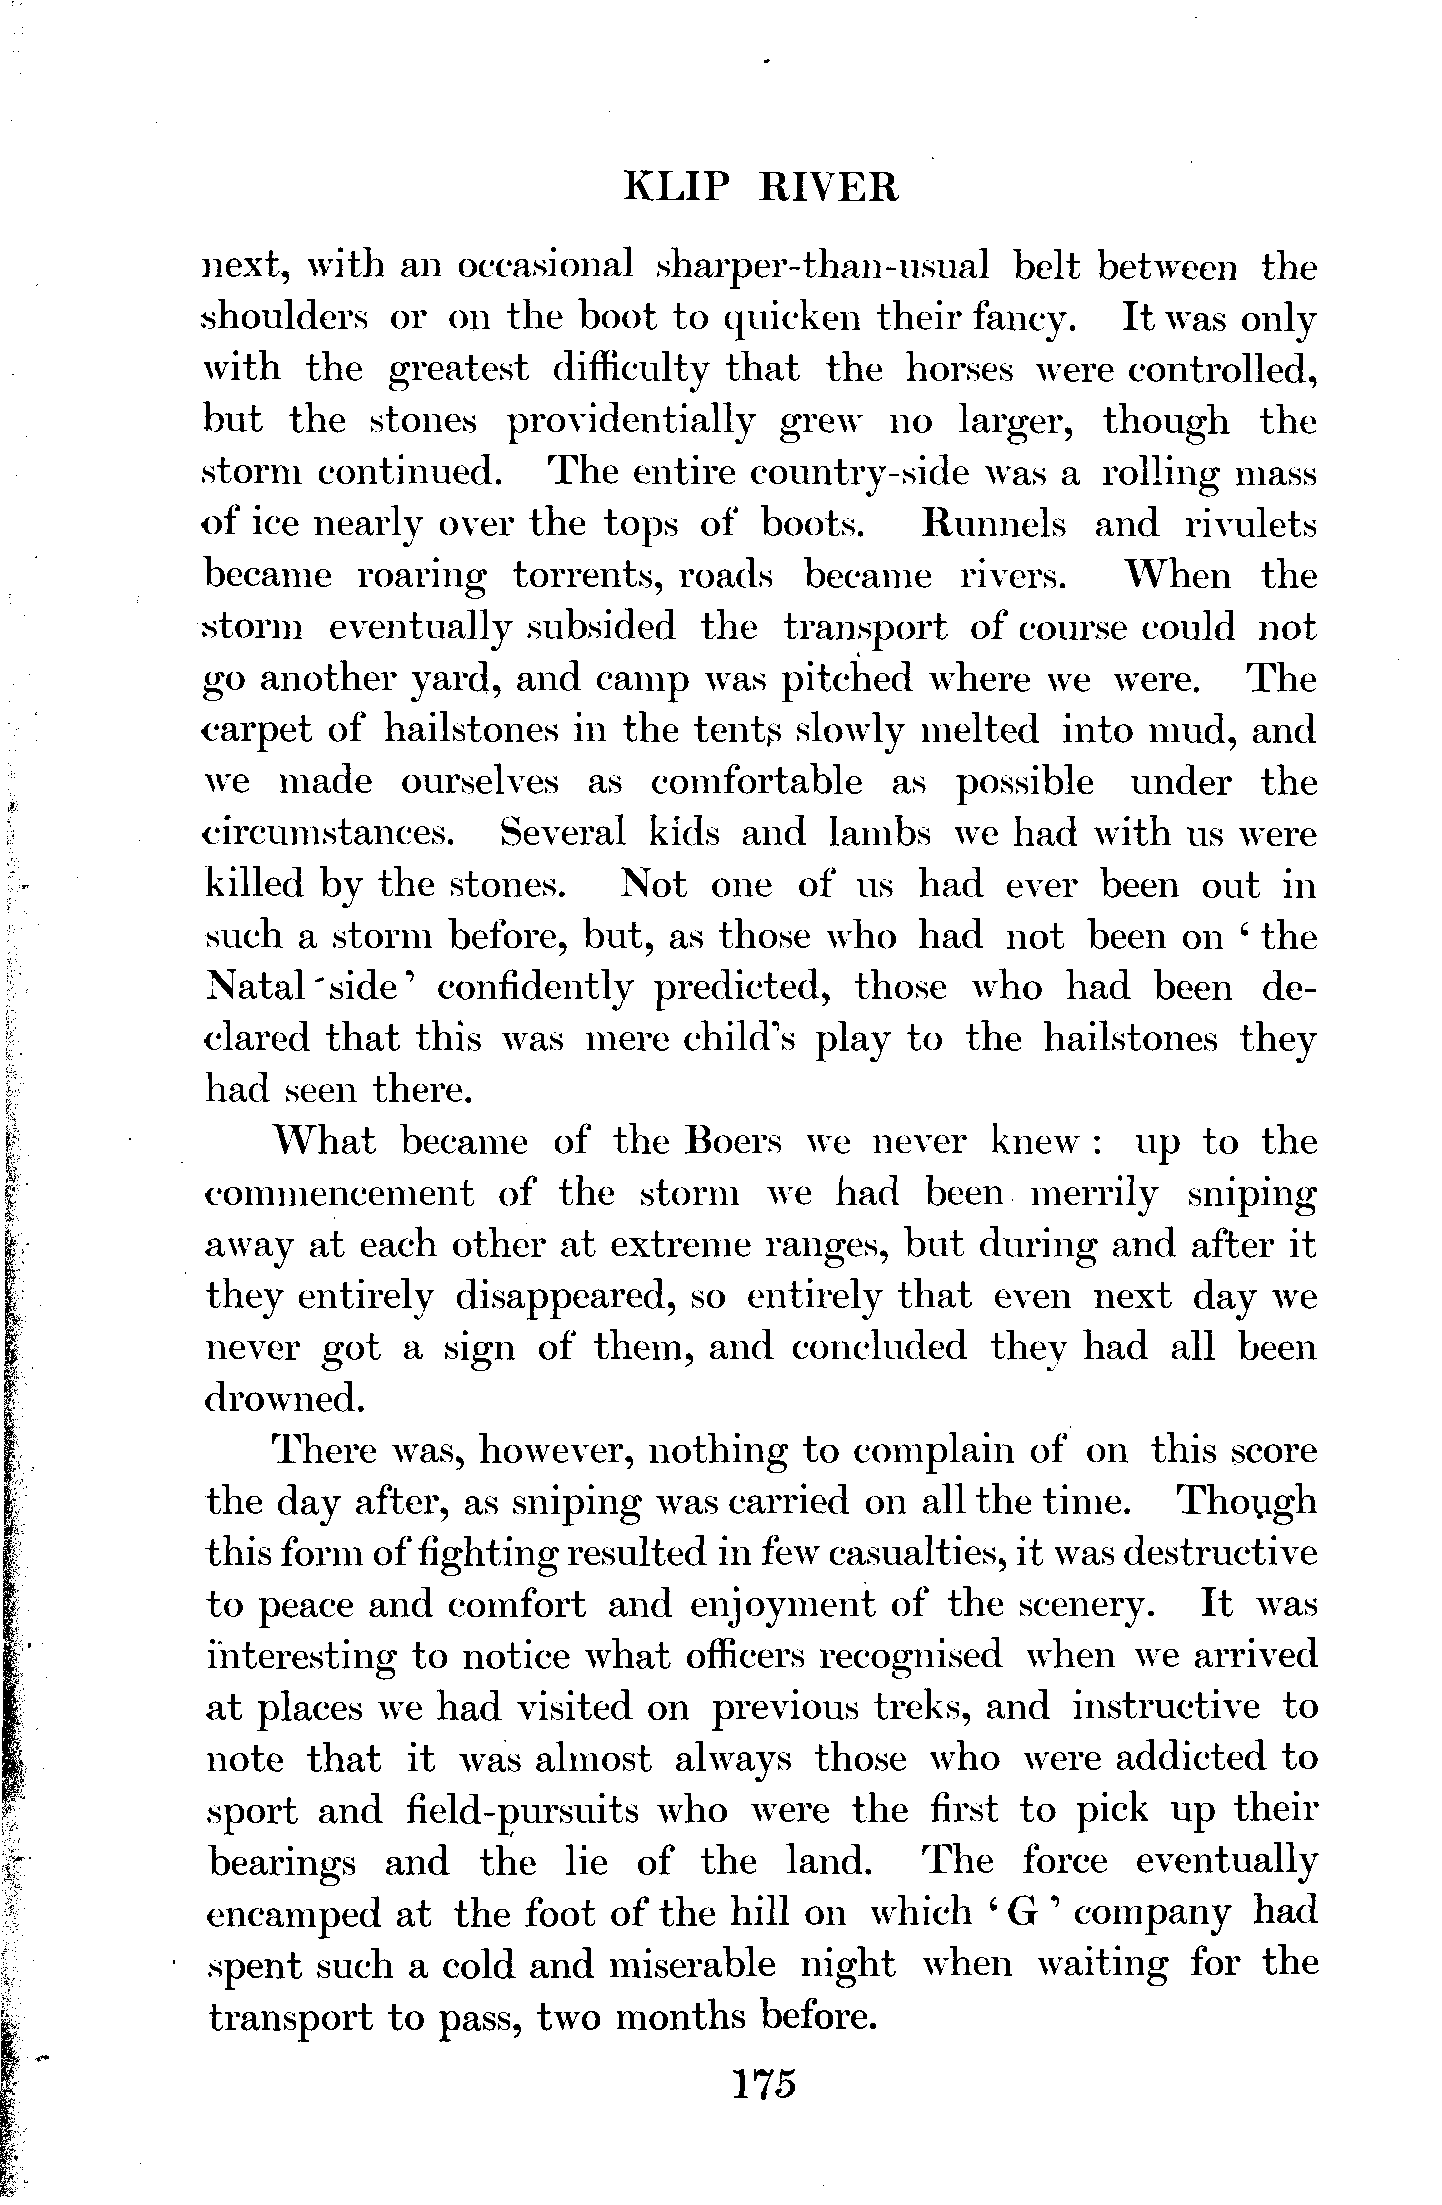 KLIP RIVER
next, with an occasional sharper-than-usual belt between the
shoulders or on the boot to quicken their fancy. It was only
with the greatest difficulty that the horses were controlled,
but the stones providentially grew no larger, though the
storm continued. The entire country-side was a rolling mass
of ice nearly over the tops of boots. Runnels and rivulets
became roaring torrents, roads became rivers. When the
storm eventually subsided the transport of course could not
go another yard, and camp was pitched where we were. The
carpet of hailstones in the tents slowly melted into mud, and
we made ourselves as comfortable as possible under the
circumstances. Several kids and lambs we had with us were
killed by the stones. Not one of us had ever been out in
such a storm before, but, as those who had not been on ‘ the
Natal side’ confidently predicted, those who had been de-
clared that this was mere child's play to the hailstones they
had seen there.
What became of the Boers we never knew : up to the
commencement of the storm we had been merrily sniping
away at each other at extreme ranges, but during and after it
they entirely disappeared, so entirely that even next day we
never got a sign of them, and concluded they had all been
drowned.
There was, however, nothing to complain of on this score
the day after, as sniping was carried on all the time. Though
this form of fighting resulted in few casualties, it was destructive
to peace and comfort and enjoyment of the scenery. It was
interesting to notice what officers recognised when we arrived
at places we had visited on previous treks, and instructive to
note that it was almost always those who were addicted to
sport and field-pursuits who were the first to pick up their
bearings and the lie of the land. The force eventually
encamped at the foot of the hill on which ‘ G ’ company had
spent such a cold and miserable night when waiting for the
transport to pass, two months before.
175